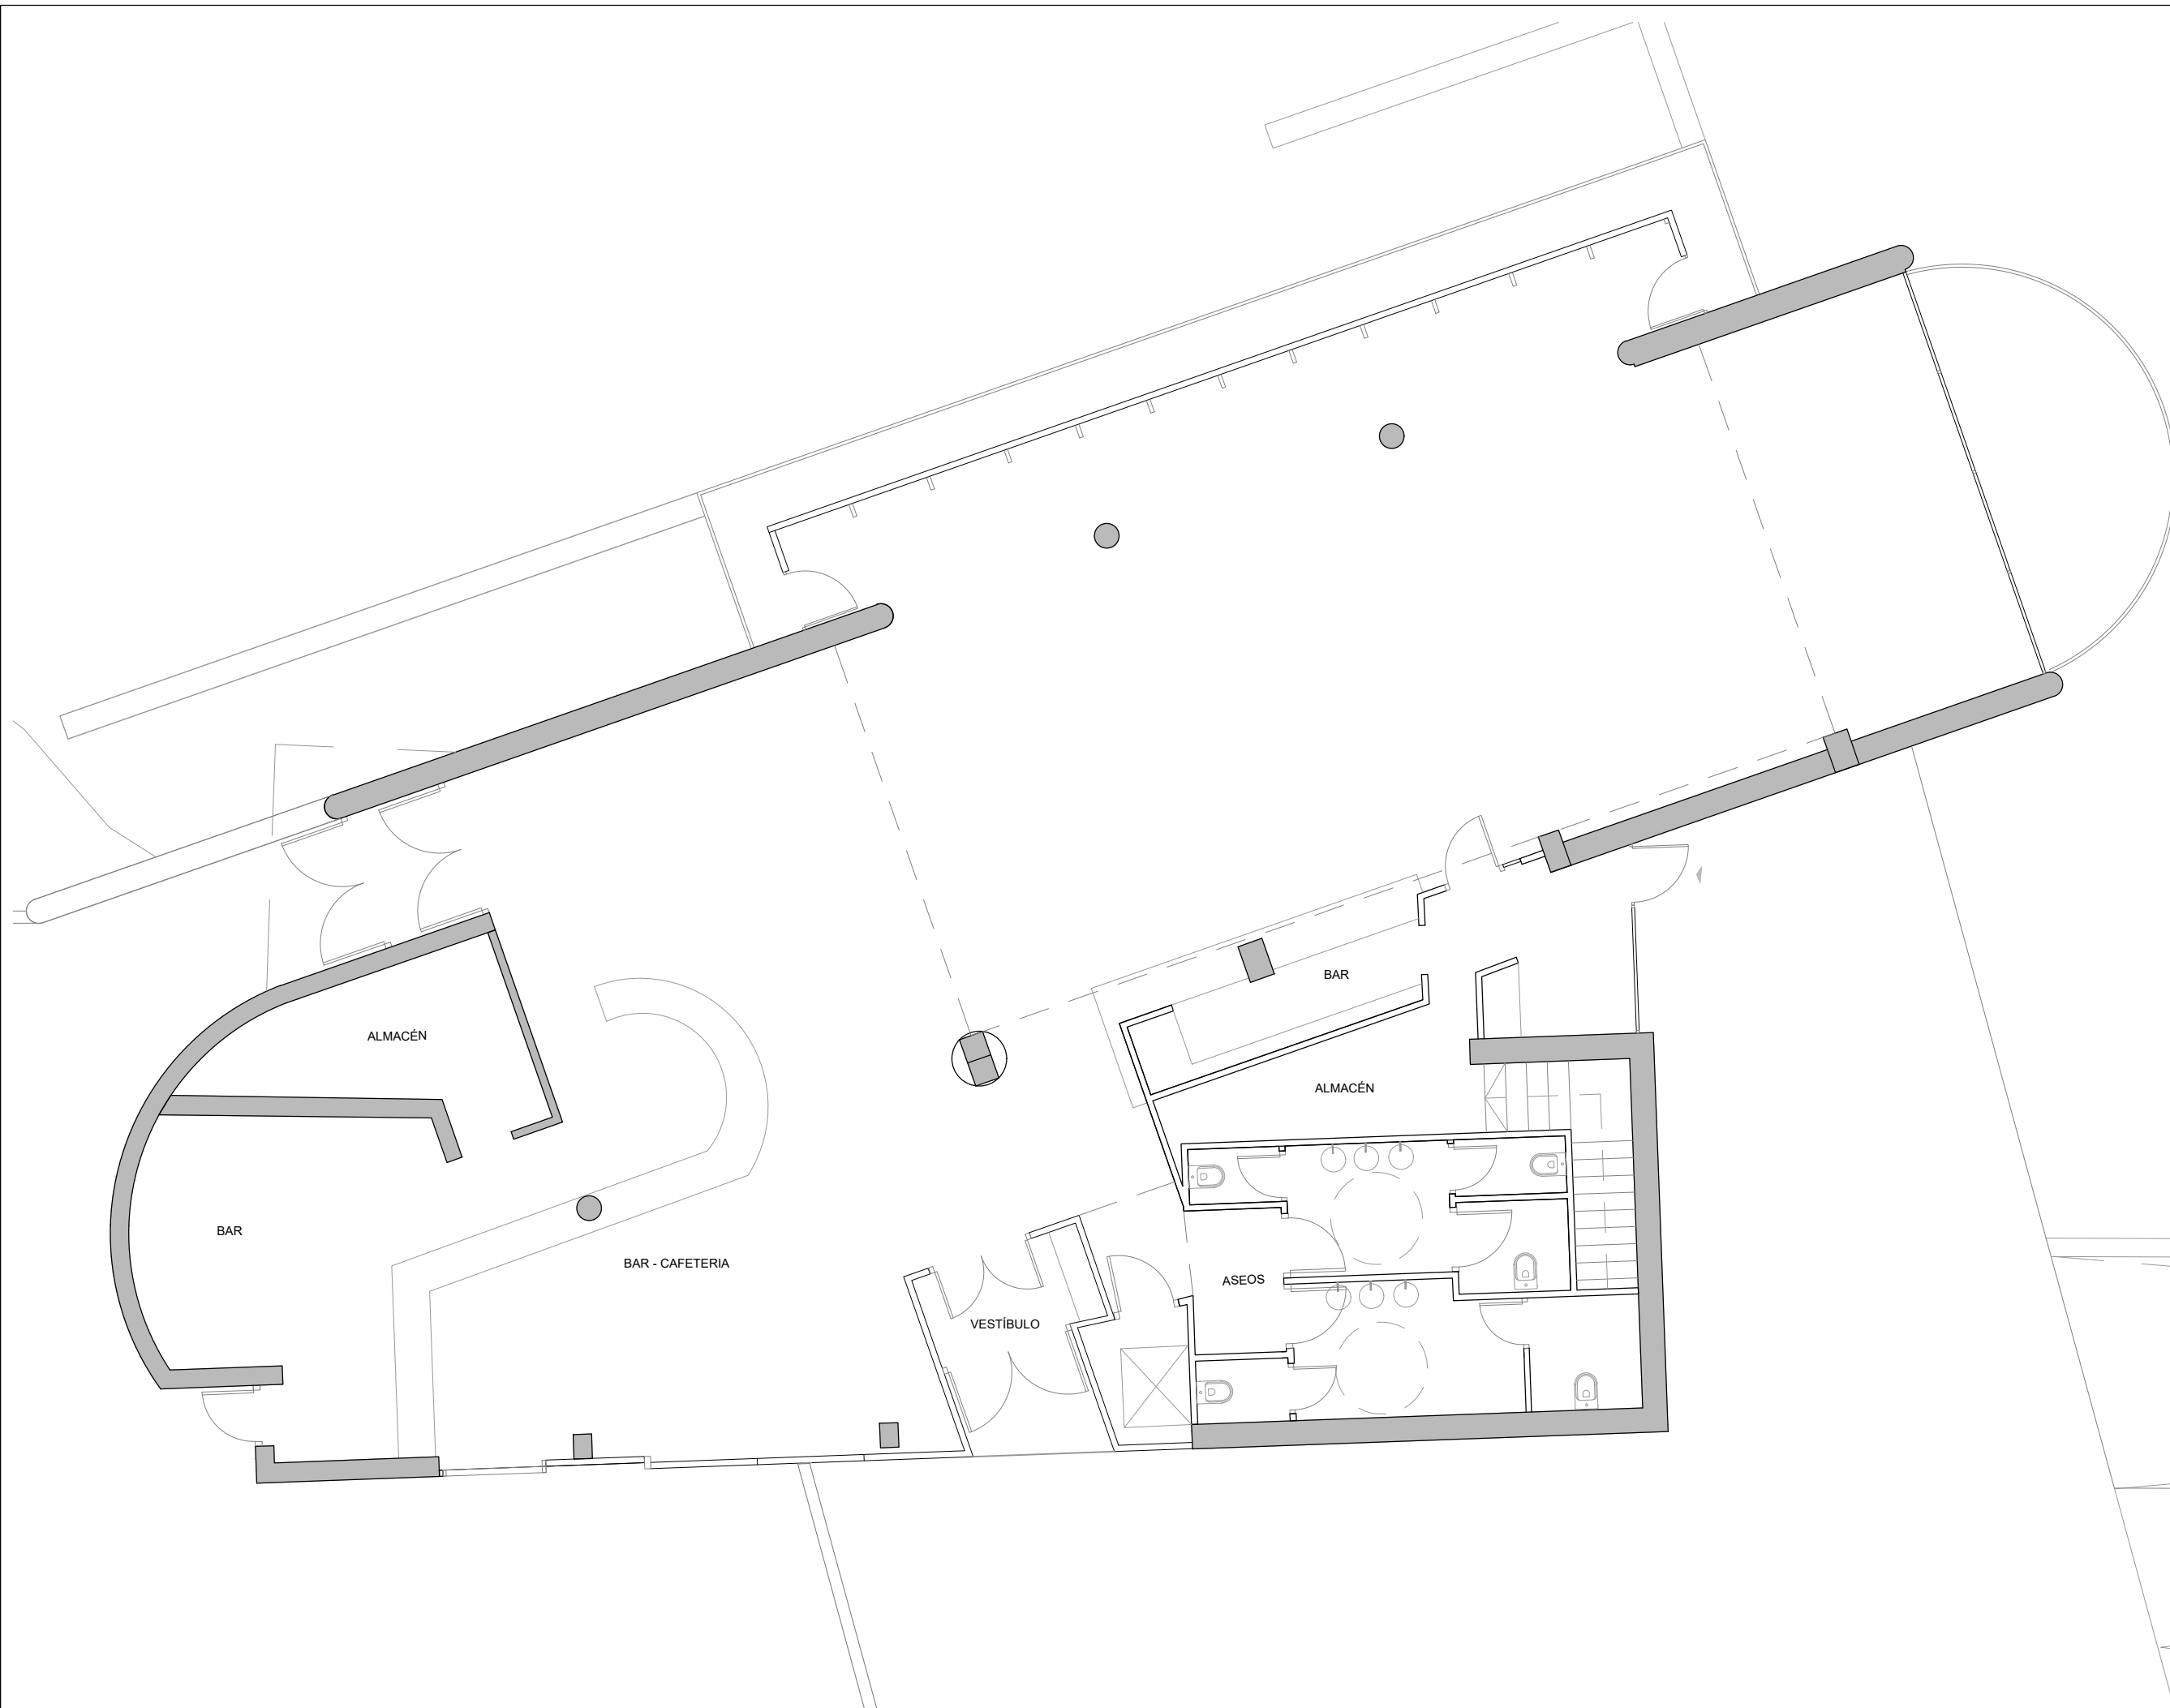 BAR
ALMACÉN
ALMACÉN
BAR
BAR - CAFETERIA
ASEOS
VESTÍBULO